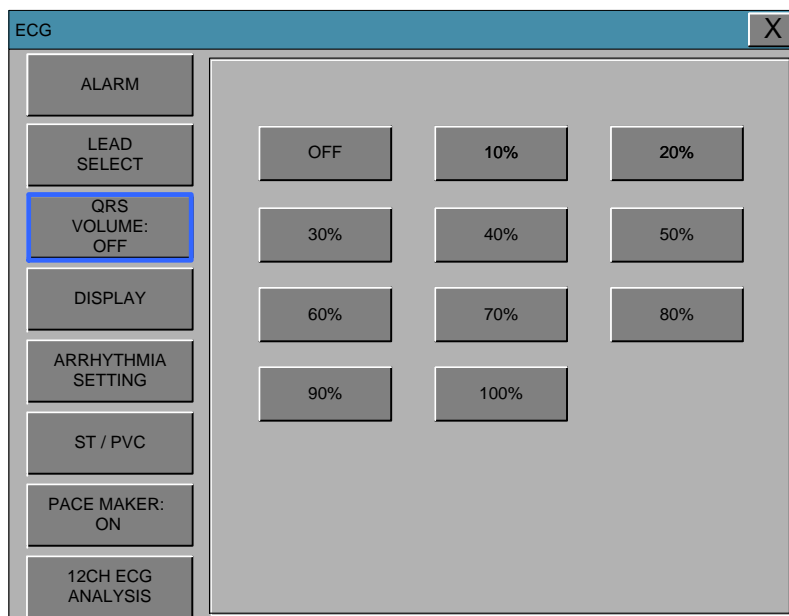 ECG
X
ALARM
LEAD
SELECT
QRS
VOLUME:
OFF
DISPLAY
ARRHYTHMIA
SETTING
ST / PVC
PACE MAKER:
ON
12CH ECG
ANALYSIS
OFF 10% 20%
30% 40% 50%
60% 70% 80%
90% 100%